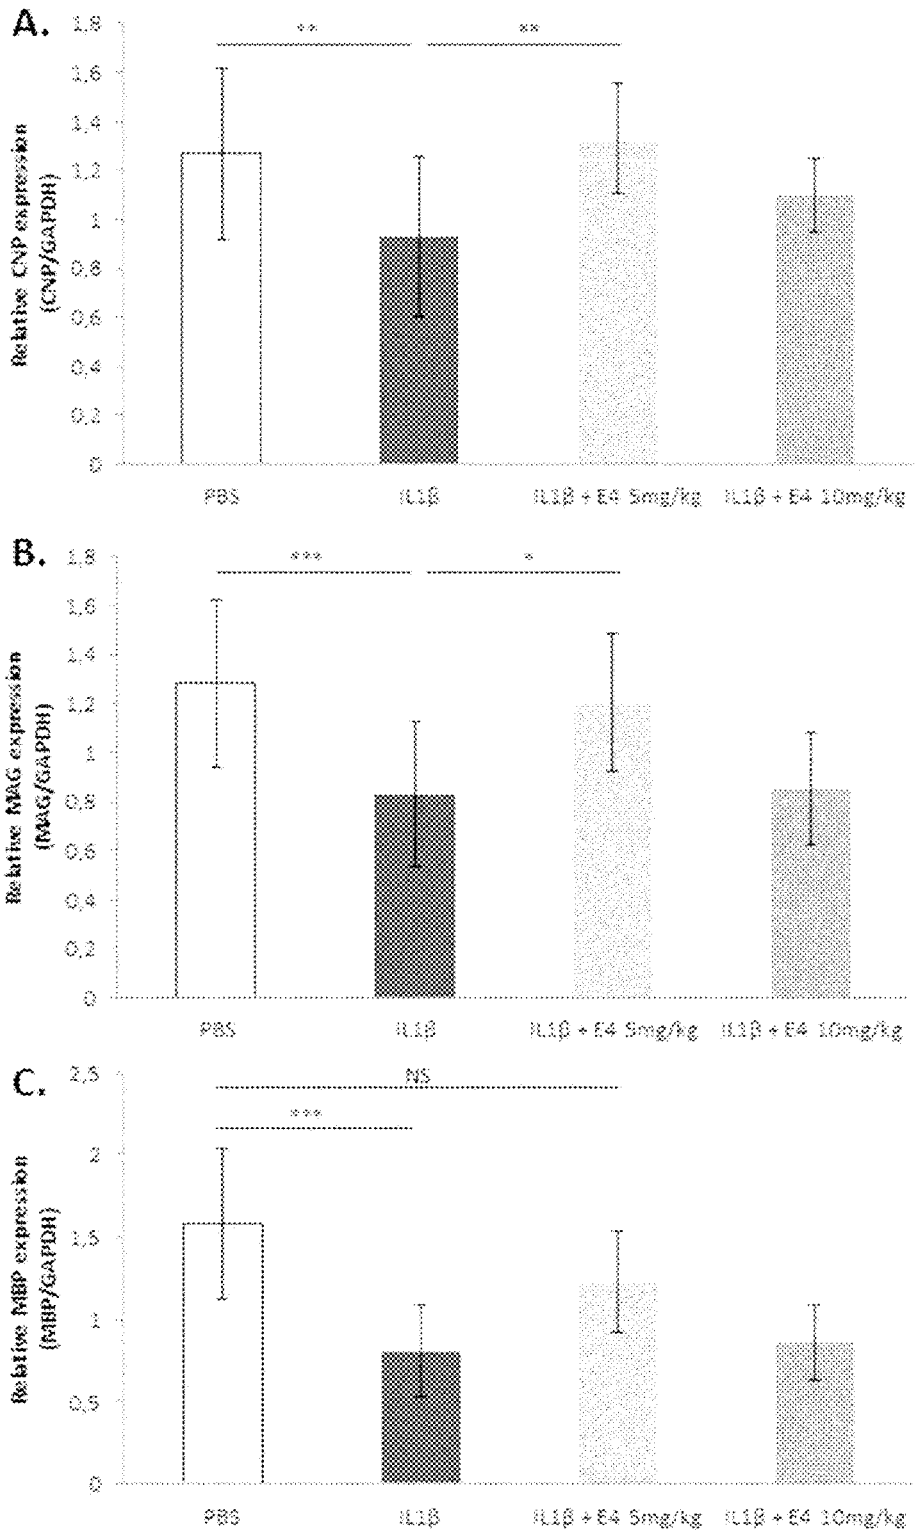 A.
Relative CNP expression
(CNP/GAPDH)
1,8
1,6
1,4
1,2
1
0,8
0,6
0,4
0,2
0
** **
PBS IL1β IL1β + E4 5mg/kg IL1β + E4 10mg/kg
B.
Relative MAG expression
(MAG/GAPDH)
1,8
1,6
1,4
1,2
1
0,8
0,6
0,4
0,2
0
*** *
PBS IL1β IL1β + E4 5mg/kg IL1β + E4 10mg/kg
C.
Relative MBP expression
(MBP/GAPDH)
2,5
2
1,5
1
0,5
0
NS
***
PBS IL1β IL1β + E4 5mg/kg IL1β + E4 10mg/kg